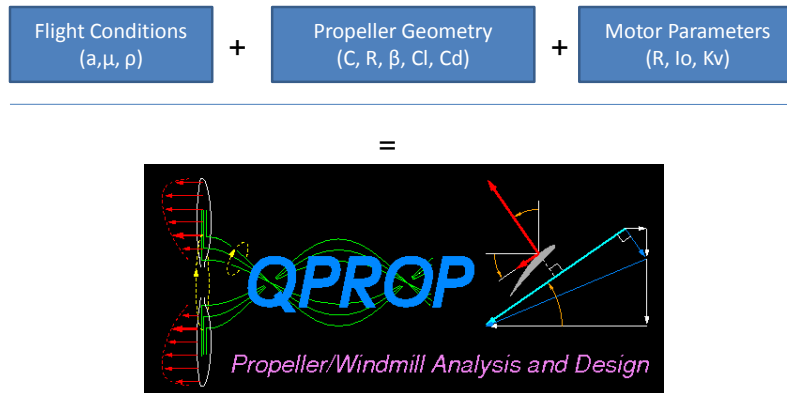 Flight Conditions
(a,μ, ρ)
+
Propeller Geometry
(C, R, β, Cl, Cd)
+
Motor Parameters
(R, Io, Kv)
=
QPROP
Propeller/Windmill Analysis and Design